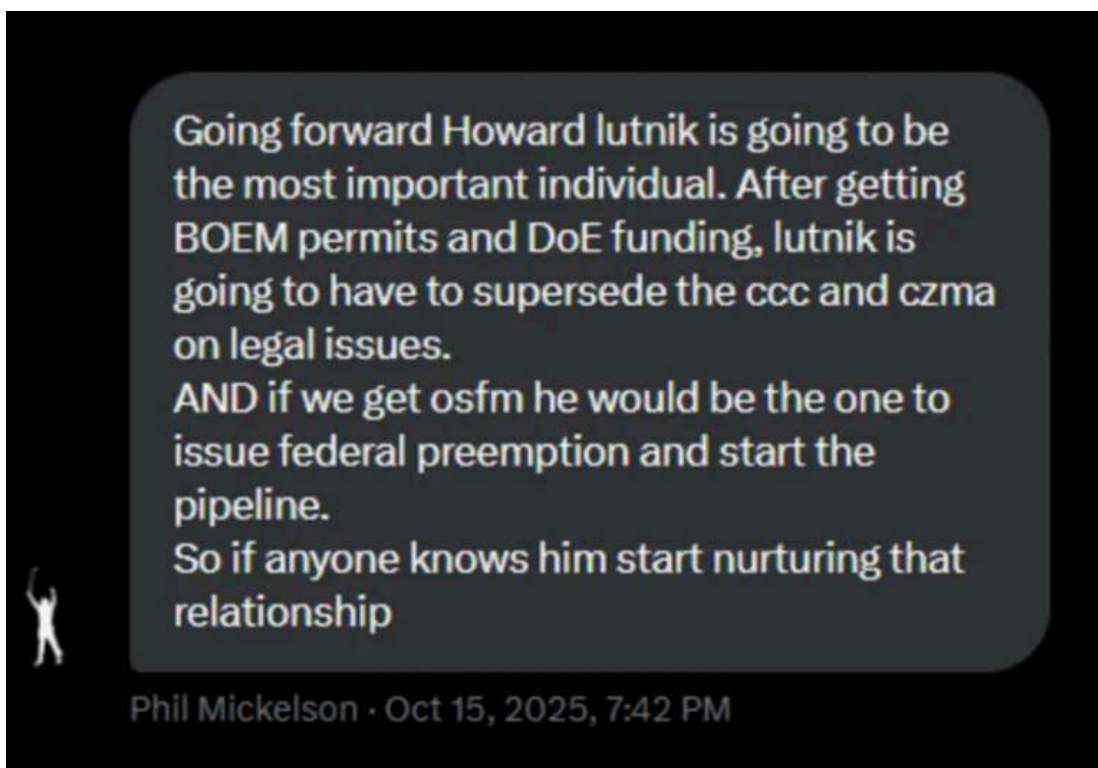 Going forward Howard lutnik is going to be
the most important individual. After getting
BOEM permits and DoE funding, lutnik is
going to have to supersede the ccc and czma
on legal issues.
AND if we get osfm he would be the one to
issue federal preemption and start the
pipeline.
So if anyone knows him start nurturing that
relationship
Phil Mickelson · Oct 15, 2025, 7:42 PM